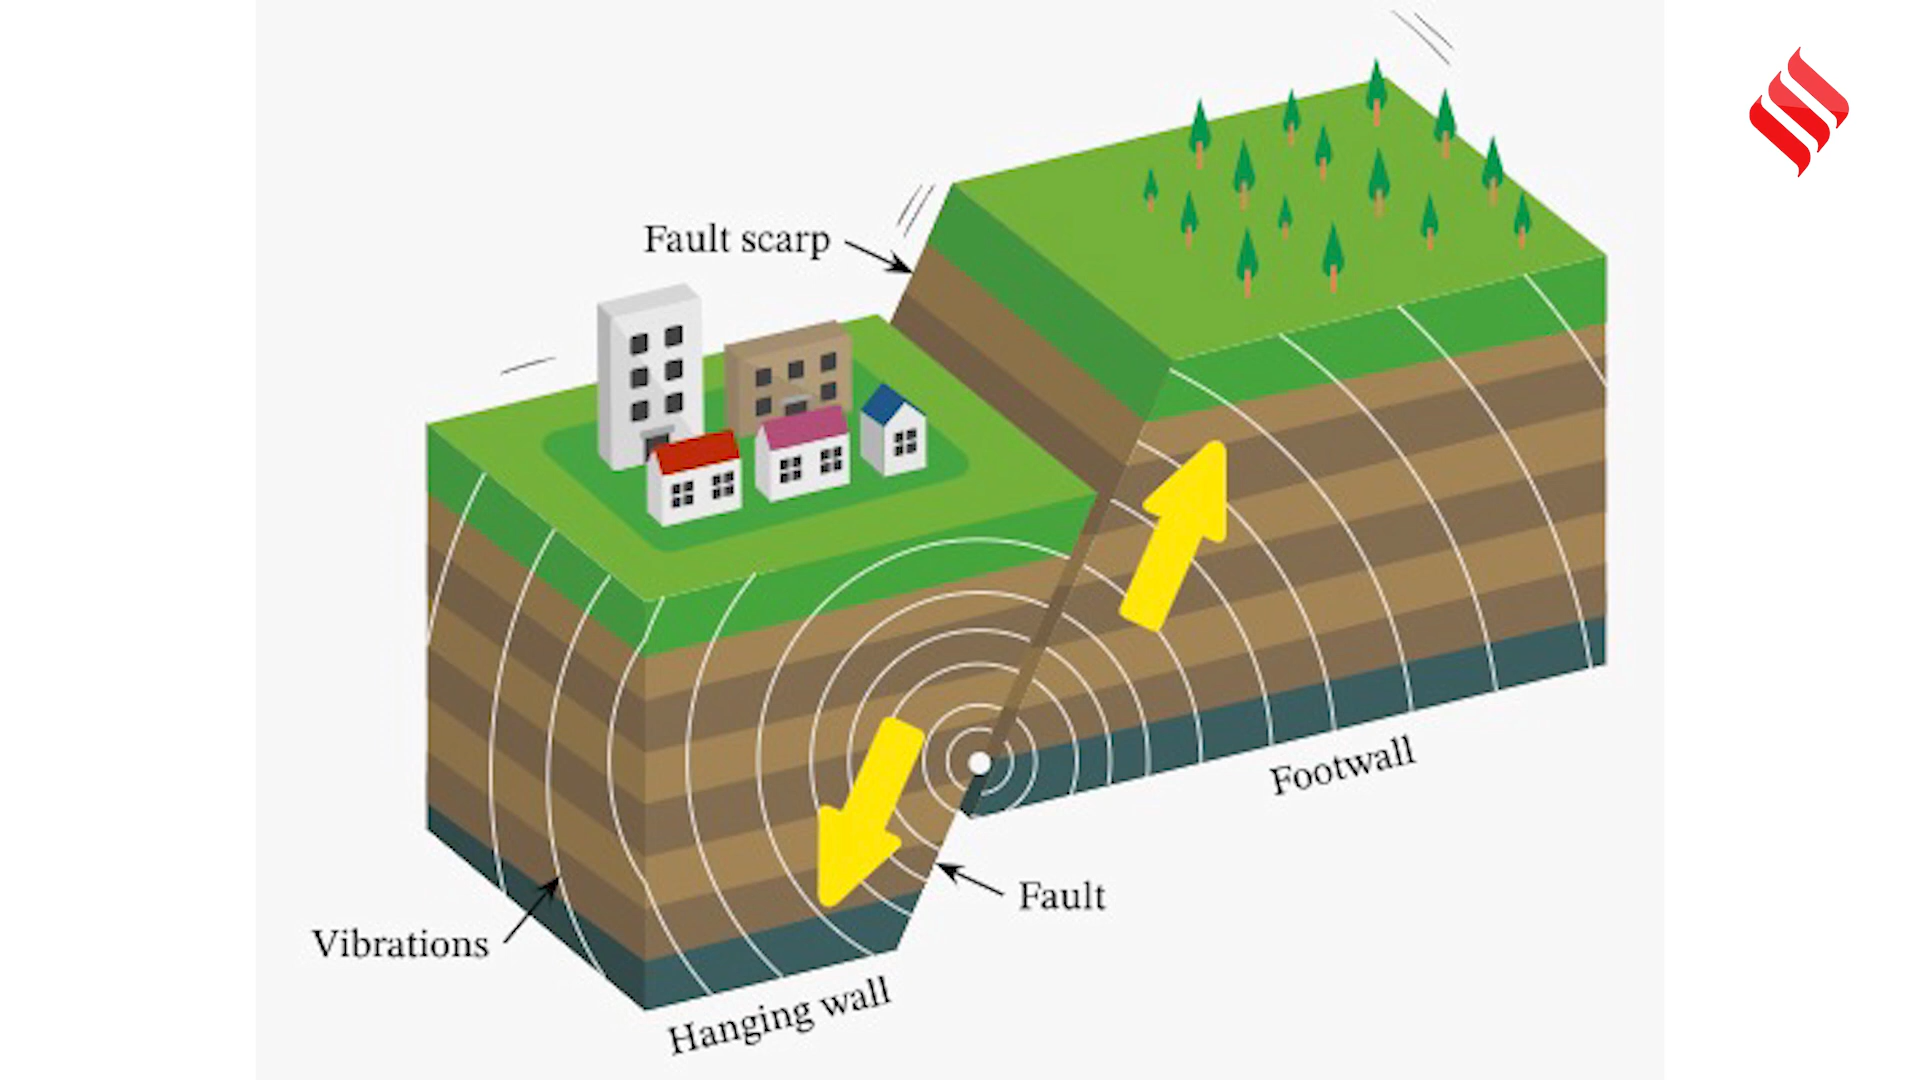 Fault scarp
Footwall
Fault
Vibrations
Hanging wall